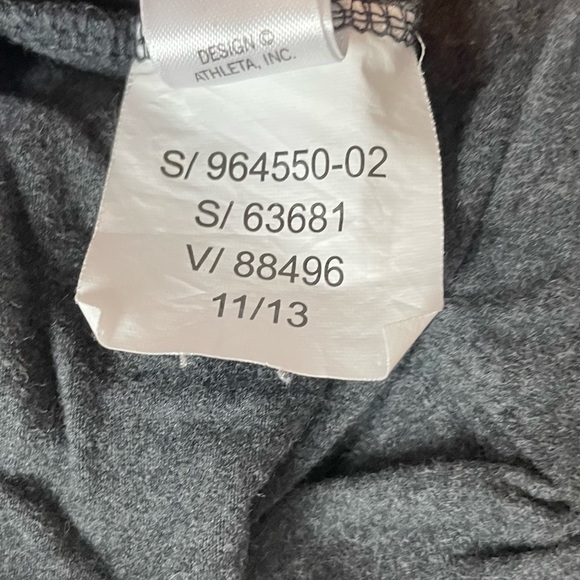 DESIGN ©
ATHLETA, INC.
S/ 964550-02
S/ 63681
V/ 88496
11/13